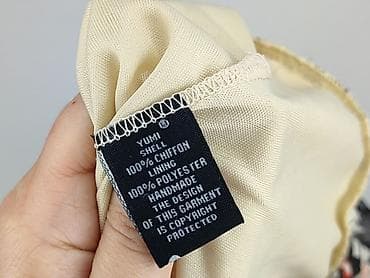 YUMI®
SHELL
100% CHIFFON
LINING
100% POLYESTER
HANDMADE
THE DESIGN
OF THIS GARMENT
IS COPYRIGHT
PROTECTED